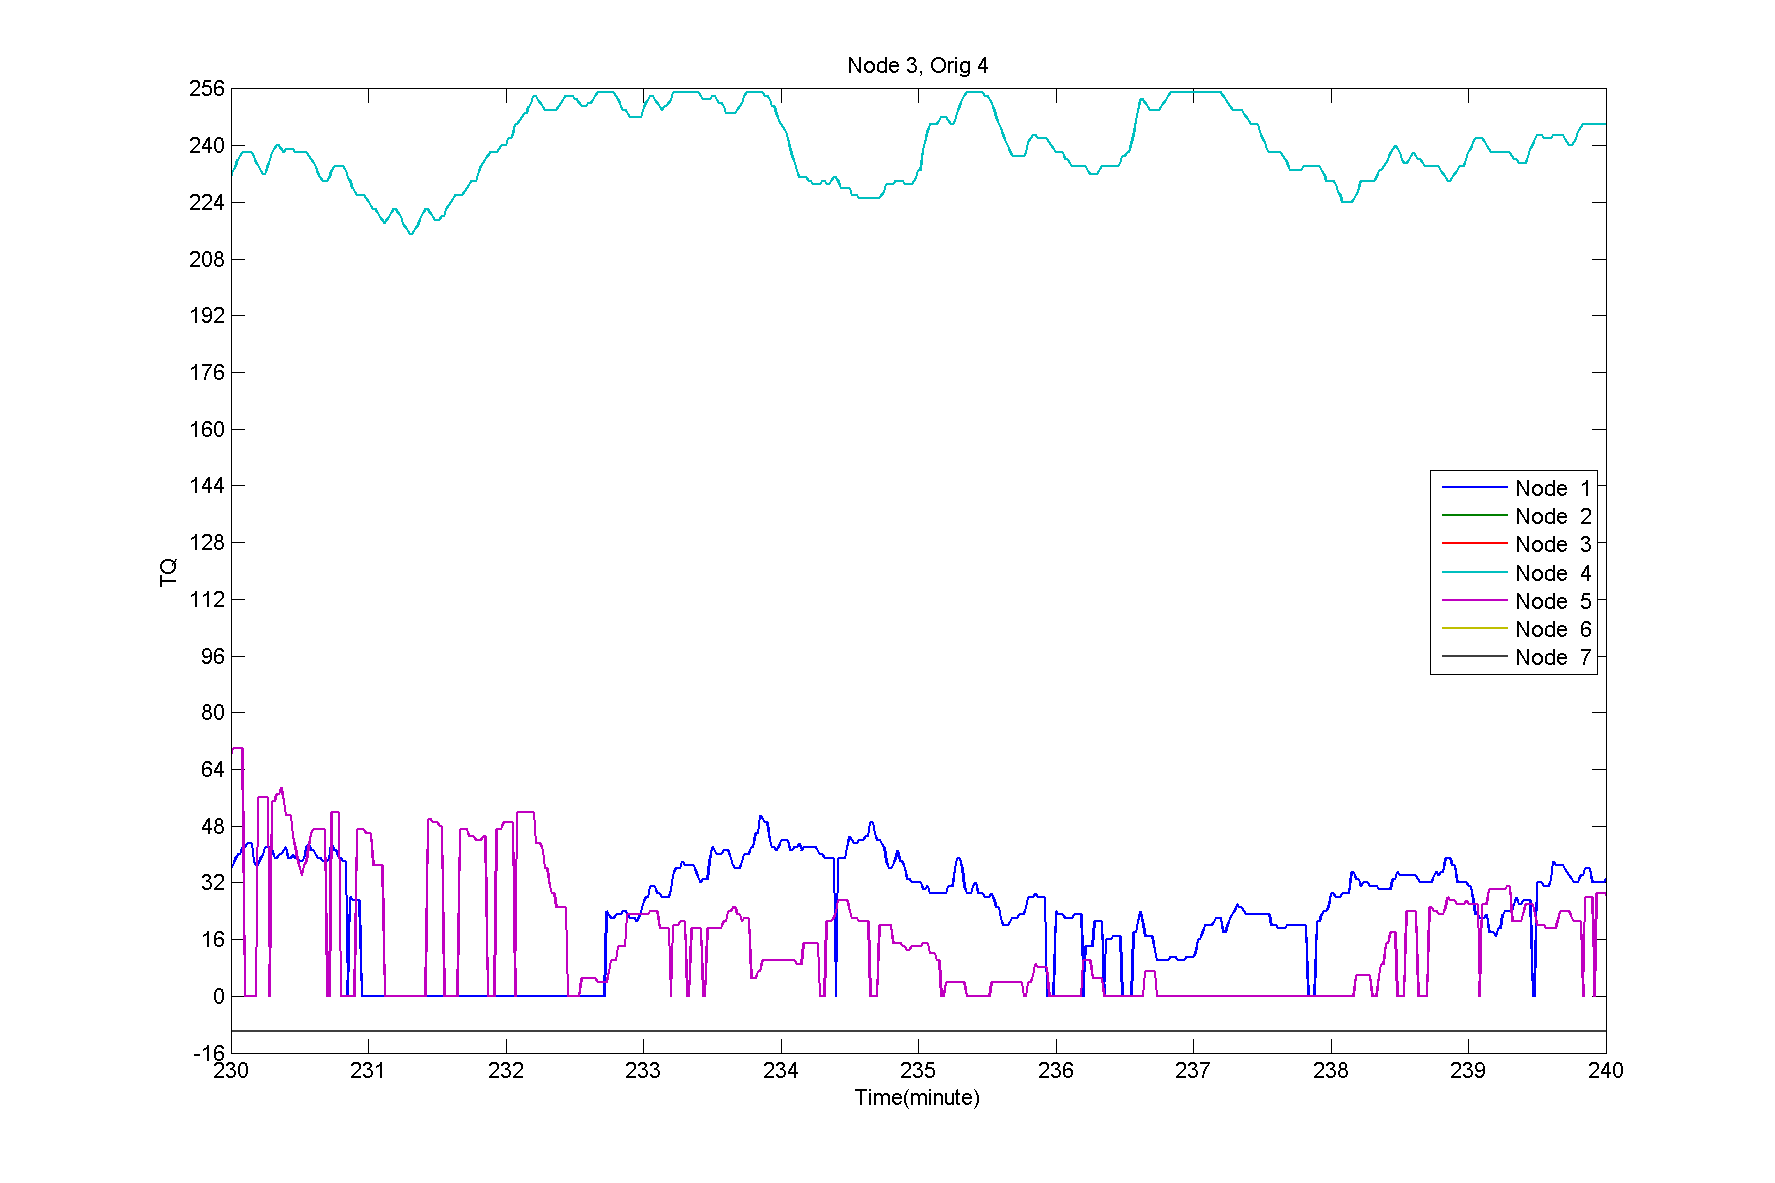 Node 3, Orig 4
256
240
224
208
192
176
160
144
128
112
96
80
64
48
32
16
0
-16
TQ
Node 1
Node 2
Node 3
Node 4
Node 5
Node 6
Node 7
230 231 232 233 234 235 236 237 238 239 240
Time(minute)